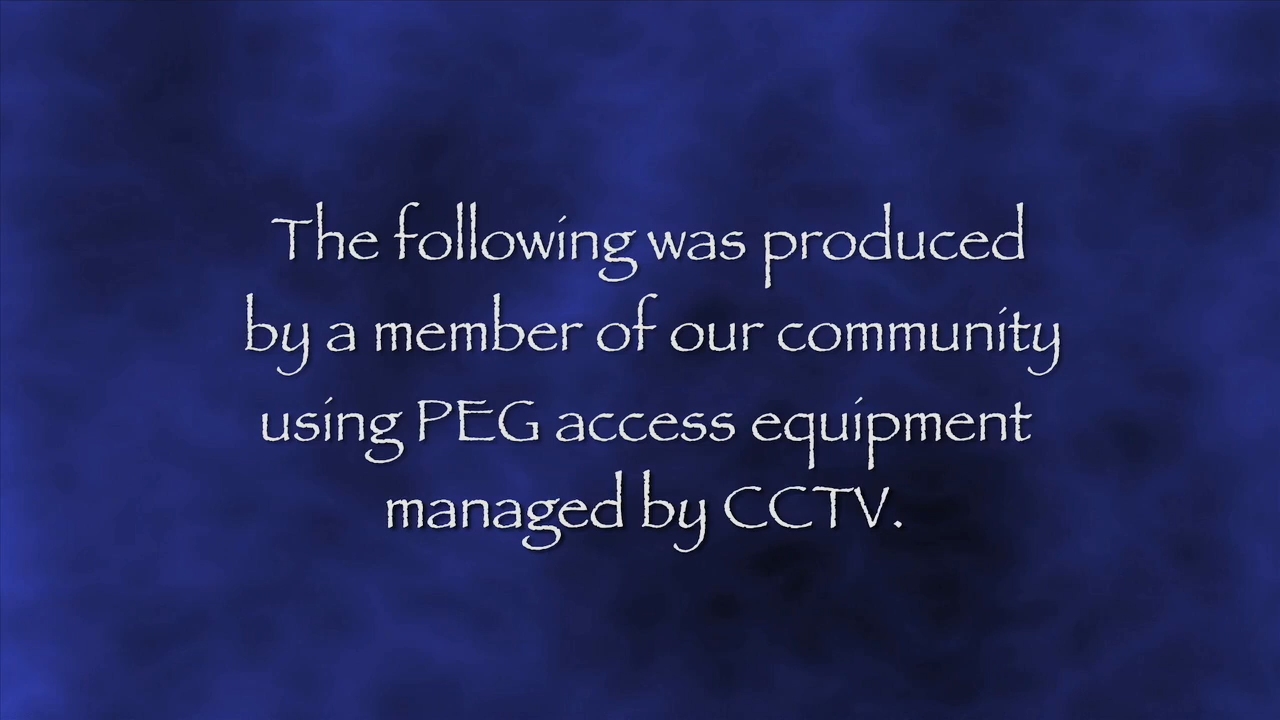 The following was produced
by a member of our community
using PEG access equipment
managed by CCTV.